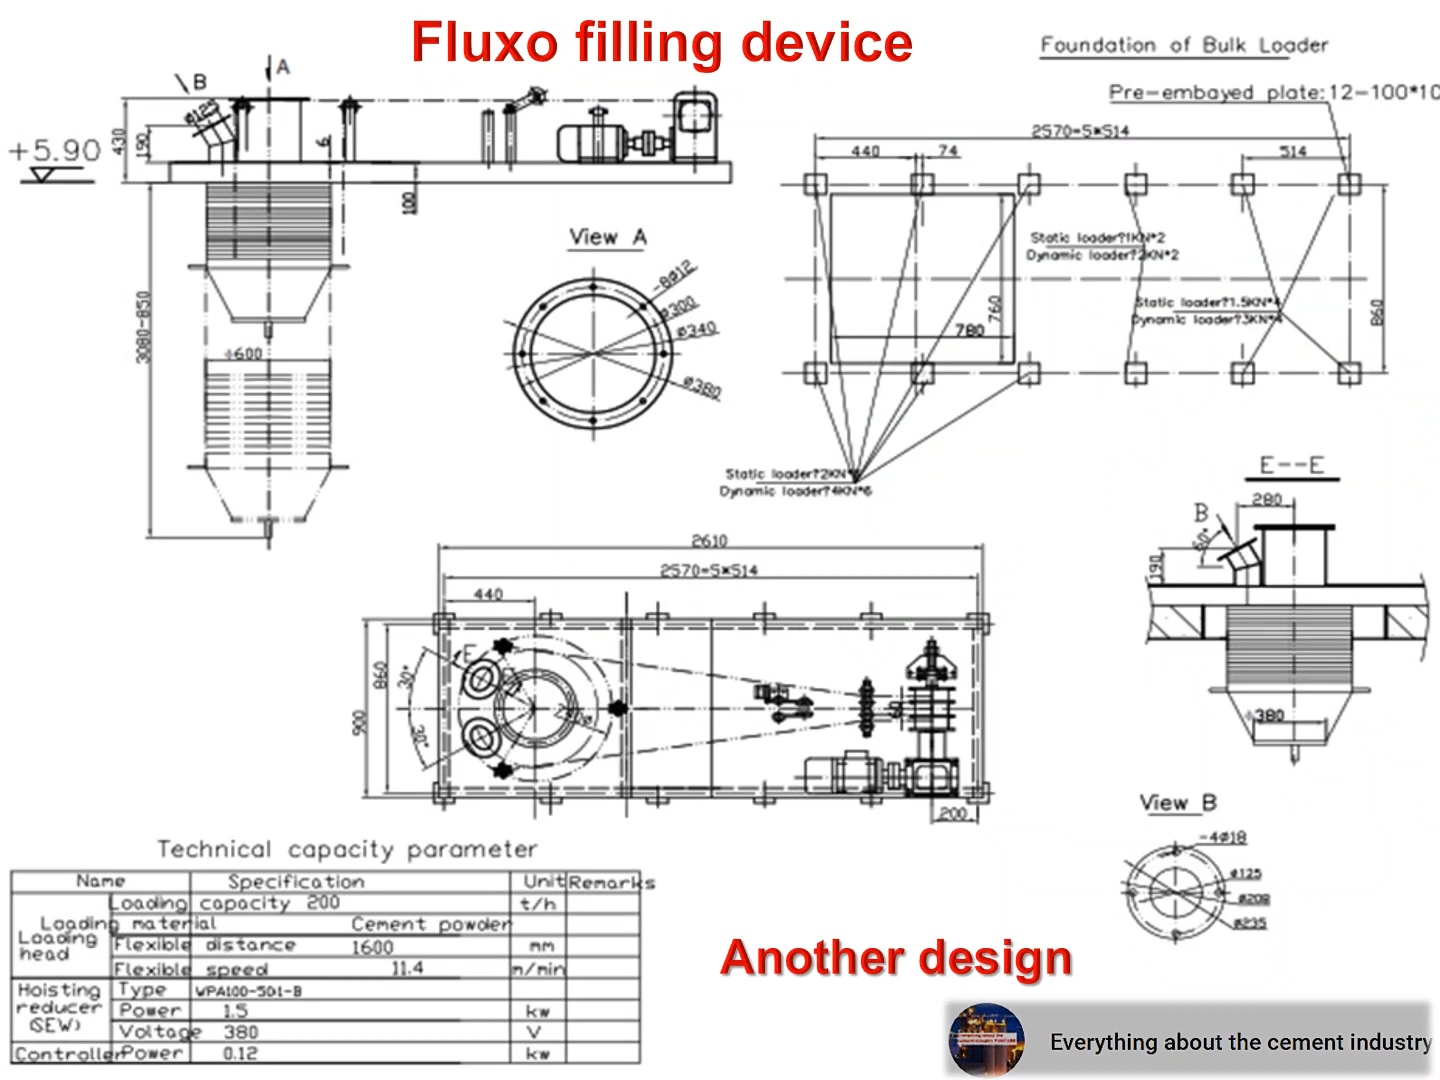 Fluxo filling device
Foundation of Bulk Loader
Pre-embayed plate:12-100*10
A
B
ø125
430
190
6
+5.90
100
3080-850
ø600
View A
-8ø12
ø300
ø340
ø380
2570=5*514
440
74
514
Static loader?1KN*2
Dynamic loader?2KN*2
Static loader?1.5KN*4
Dynamic loader?3KN*4
760
780
860
Static loader?2KN*6
Dynamic loader?4KN*6
E--E
280
B
60°
190
ø380
2610
2570=5*514
440
E
30°
30°
860
900
60
200
View B
-4ø18
ø125
ø208
ø235
Technical capacity parameter
Name Specification Unit Remarks
Loading capacity 200 t/h
Loading material Cement powder
Loading head
Flexible distance 1600 mm
Flexible speed 11.4 m/min
Hoisting reducer (SEW)
Type WPA100-50-1-B
Power 1.5 kw
Voltage 380 V
Controller Power 0.12 kw
Another design
Everything about the cement industry